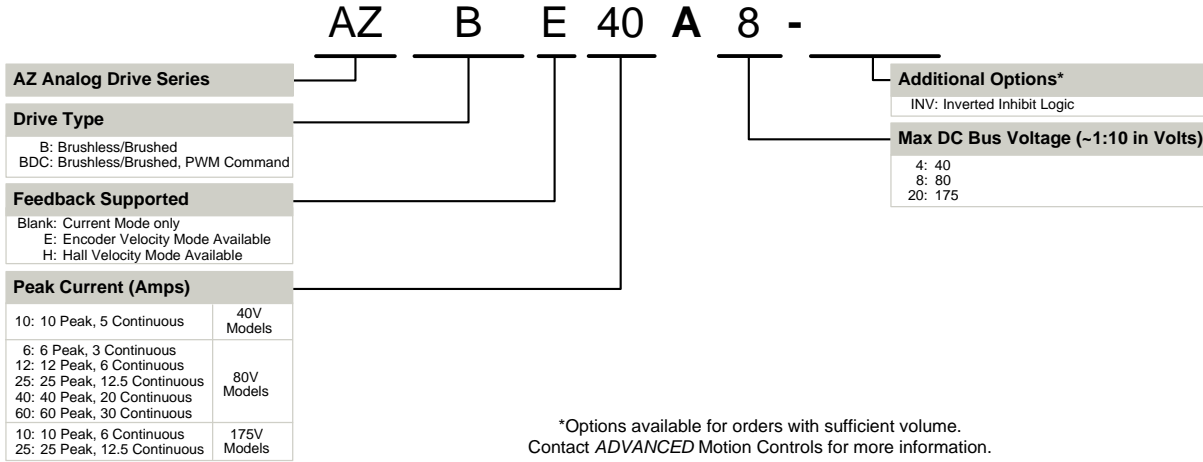 AZ B E 40 A 8 -
AZ Analog Drive Series
Drive Type
B: Brushless/Brushed
BDC: Brushless/Brushed, PWM Command
Feedback Supported
Blank: Current Mode only
E: Encoder Velocity Mode Available
H: Hall Velocity Mode Available
Peak Current (Amps)
10: 10 Peak, 5 Continuous
40V
Models
6: 6 Peak, 3 Continuous
12: 12 Peak, 6 Continuous
25: 25 Peak, 12.5 Continuous
40: 40 Peak, 20 Continuous
60: 60 Peak, 30 Continuous
80V
Models
10: 10 Peak, 6 Continuous
25: 25 Peak, 12.5 Continuous
175V
Models
Additional Options*
INV: Inverted Inhibit Logic
Max DC Bus Voltage (~1:10 in Volts)
4: 40
8: 80
20: 175
*Options available for orders with sufficient volume.
Contact ADVANCED Motion Controls for more information.